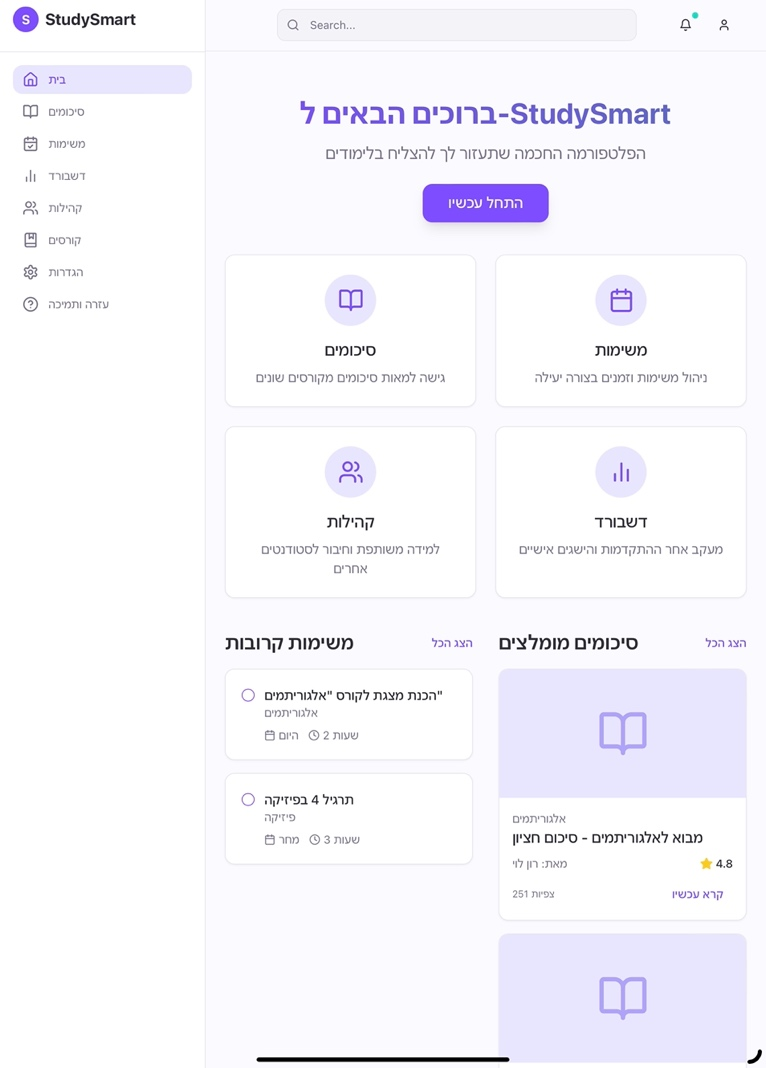 S StudySmart
Search...
בית
סיכומים
משימות
דשבורד
קהילות
קורסים
הגדרות
עזרה ותמיכה
ברוכים הבאים ל-StudySmart
הפלטפורמה החכמה שתעזור לך להצליח בלימודים
התחל עכשיו
משימות
ניהול משימות וזמנים בצורה יעילה
סיכומים
גישה למאות סיכומים מקורסים שונים
דשבורד
מעקב אחר ההתקדמות והישגים אישיים
קהילות
למידה משותפת וחיבור לסטודנטים
אחרים
סיכומים מומלצים
הצג הכל
אלגוריתמים
מבוא לאלגוריתמים - סיכום חציון
מאת: רון לוי
4.8
251 צפיות
קרא עכשיו
משימות קרובות
הצג הכל
הכנת מצגת לקורס "אלגוריתמים"
אלגוריתמים
היום
2 שעות
תרגיל 4 בפיזיקה
פיזיקה
מחר
3 שעות